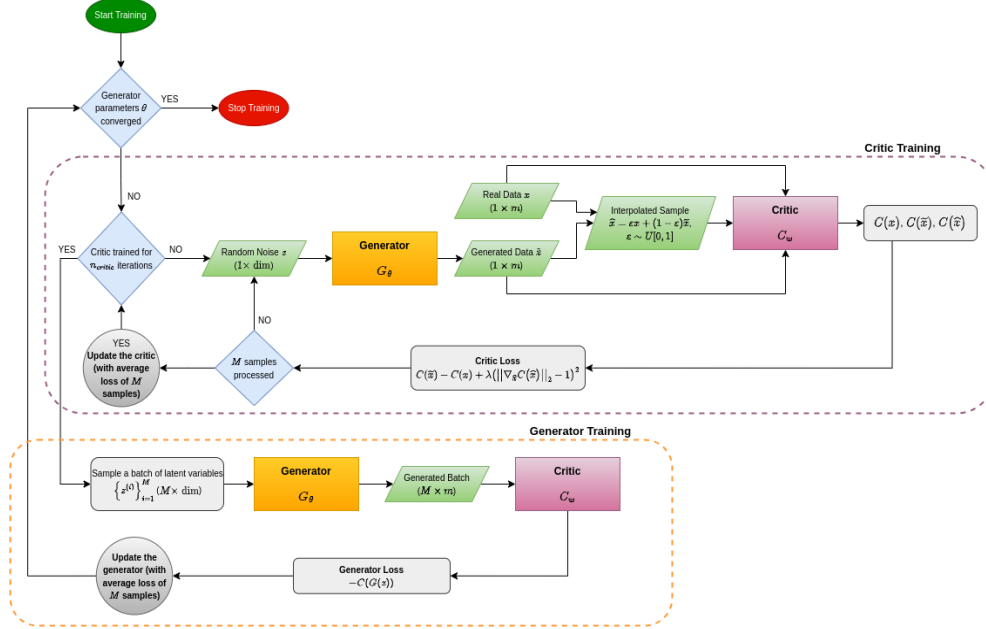 Start Training
Generator
parameters θ
converged
YES
Stop Training
NO
Critic Training
Critic trained for
n_critic iterations
YES
NO
Random Noise z
(1× dim)
Generator
G_θ
Real Data x
(1 × m)
Generated Data x̃
(1 × m)
Interpolated Sample
x̂ = εx + (1 − ε)x̃,
ε ∼ U[0, 1]
Critic
C_w
C(x), C(x̃), C(x̂)
NO
YES
Update the critic
(with average
loss of M
samples)
M samples
processed
Critic Loss
C(x̃) − C(x) + λ(||∇_x̂ C(x̂)||_2 − 1)^2
Generator Training
Sample a batch of latent variables
{z^(i)}_{i=1}^M (M× dim)
Generator
G_θ
Generated Batch
(M × m)
Critic
C_w
Update the
generator (with
average loss of
M samples)
Generator Loss
−C(G(z))